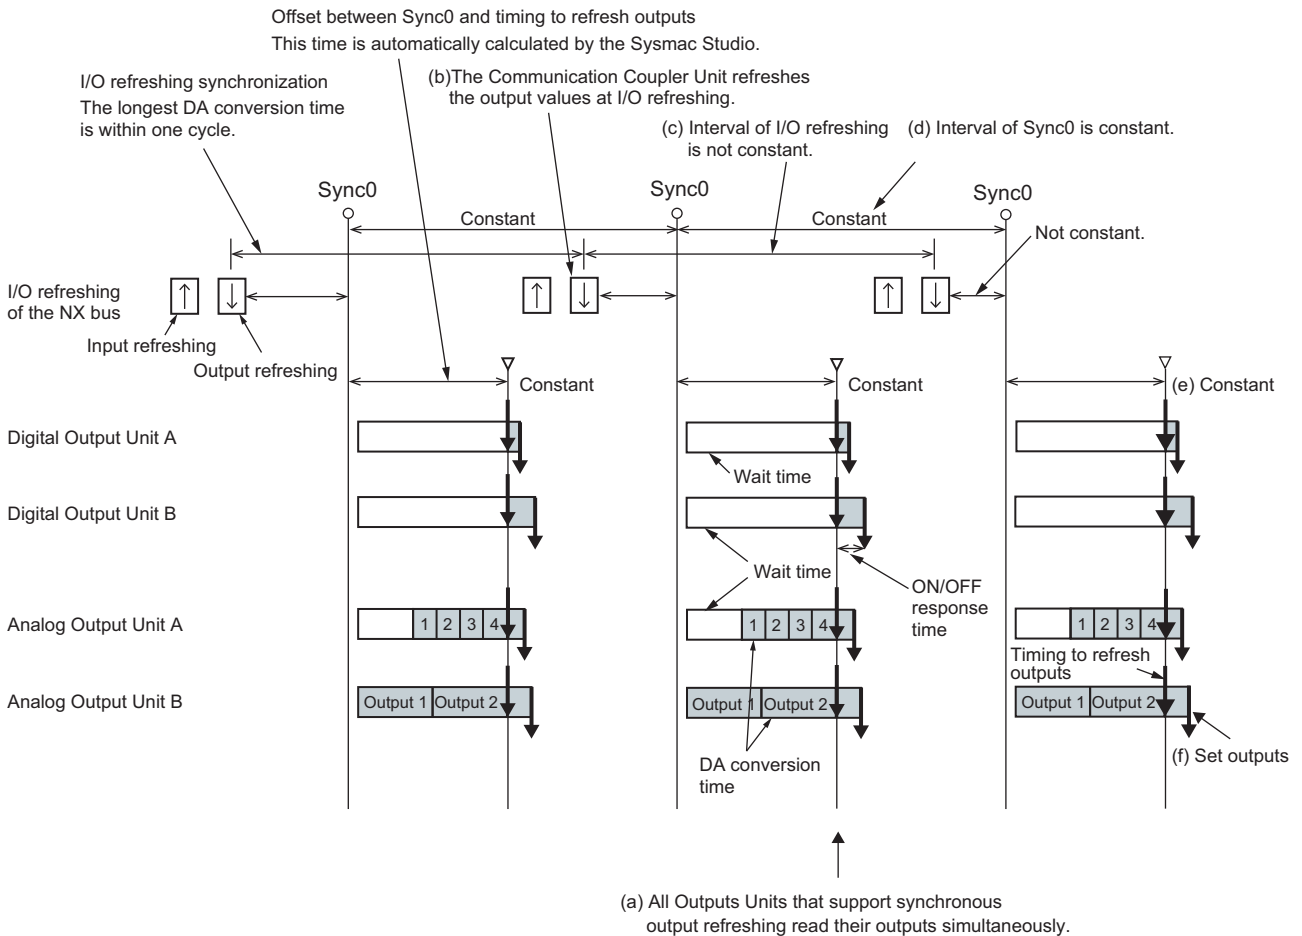 Offset between Sync0 and timing to refresh outputs
This time is automatically calculated by the Sysmac Studio.
I/O refreshing synchronization
The longest DA conversion time
is within one cycle.
(b)The Communication Coupler Unit refreshes
the output values at I/O refreshing.
(c) Interval of I/O refreshing
is not constant.
(d) Interval of Sync0 is constant.
Sync0
Sync0
Sync0
Constant
Constant
Not constant.
I/O refreshing
of the NX bus
Input refreshing
Output refreshing
Constant
Constant
(e) Constant
Digital Output Unit A
Wait time
Digital Output Unit B
Wait time
ON/OFF
response
time
Analog Output Unit A
1 2 3 4
1 2 3 4
1 2 3 4
Timing to refresh
outputs
Analog Output Unit B
Output 1 Output 2
Output 1 Output 2
Output 1 Output 2
DA conversion
time
(f) Set outputs
(a) All Outputs Units that support synchronous
output refreshing read their outputs simultaneously.